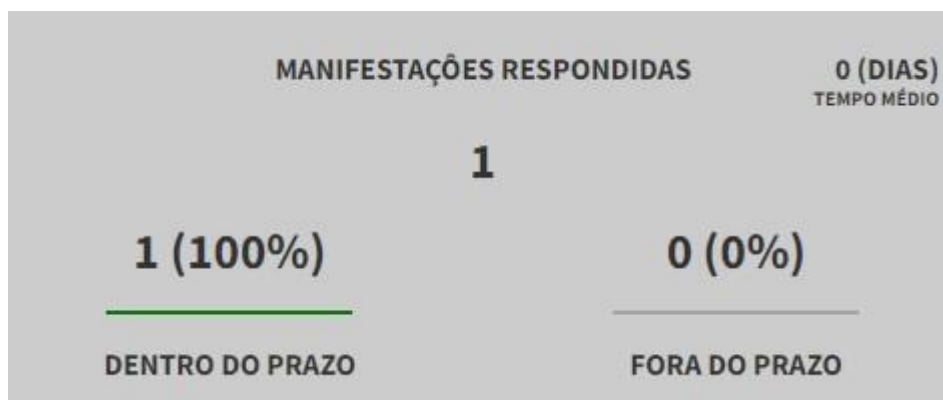 MANIFESTAÇÕES RESPONDIDAS
0 (DIAS)
TEMPO MÉDIO
1
1 (100%)
0 (0%)
DENTRO DO PRAZO
FORA DO PRAZO